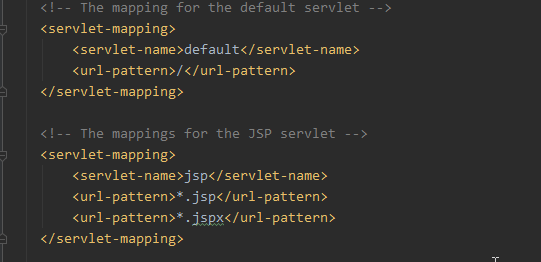 <!-- The mapping for the default servlet -->
<servlet-mapping>
<servlet-name>default</servlet-name>
<url-pattern>/</url-pattern>
</servlet-mapping>
<!-- The mappings for the JSP servlet -->
<servlet-mapping>
<servlet-name>jsp</servlet-name>
<url-pattern>*.jsp</url-pattern>
<url-pattern>*.jspx</url-pattern>
</servlet-mapping>